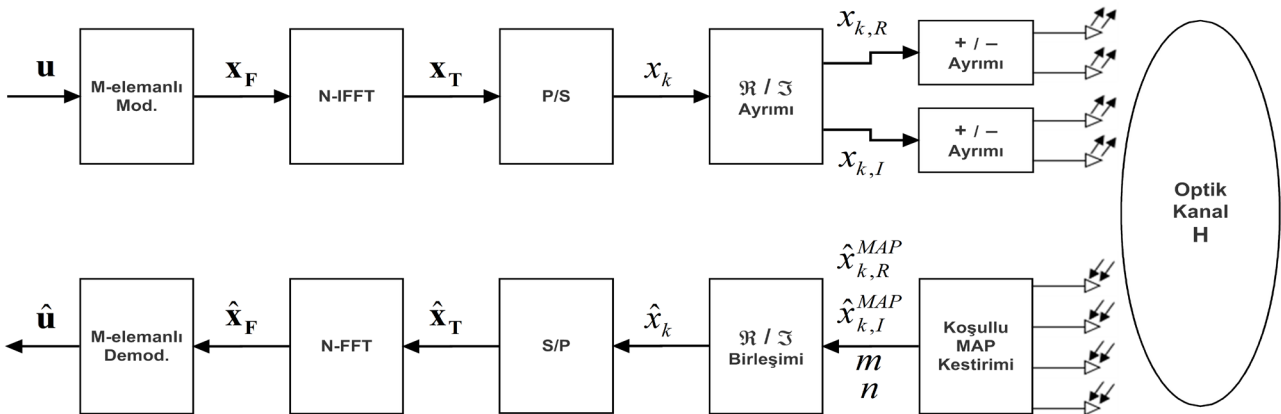 u
M-elemanlı
Mod.
x_F
N-IFFT
x_T
P/S
x_k
ℜ / ℑ
Ayrımı
x_{k,R}
+ / –
Ayrımı
x_{k,I}
+ / –
Ayrımı
Optik
Kanal
H
û
M-elemanlı
Demod.
x̂_F
N-FFT
x̂_T
S/P
x̂_k
ℜ / ℑ
Birleşimi
x̂_{k,R}^{MAP}
x̂_{k,I}^{MAP}
m
n
Koşullu
MAP
Kestirimi